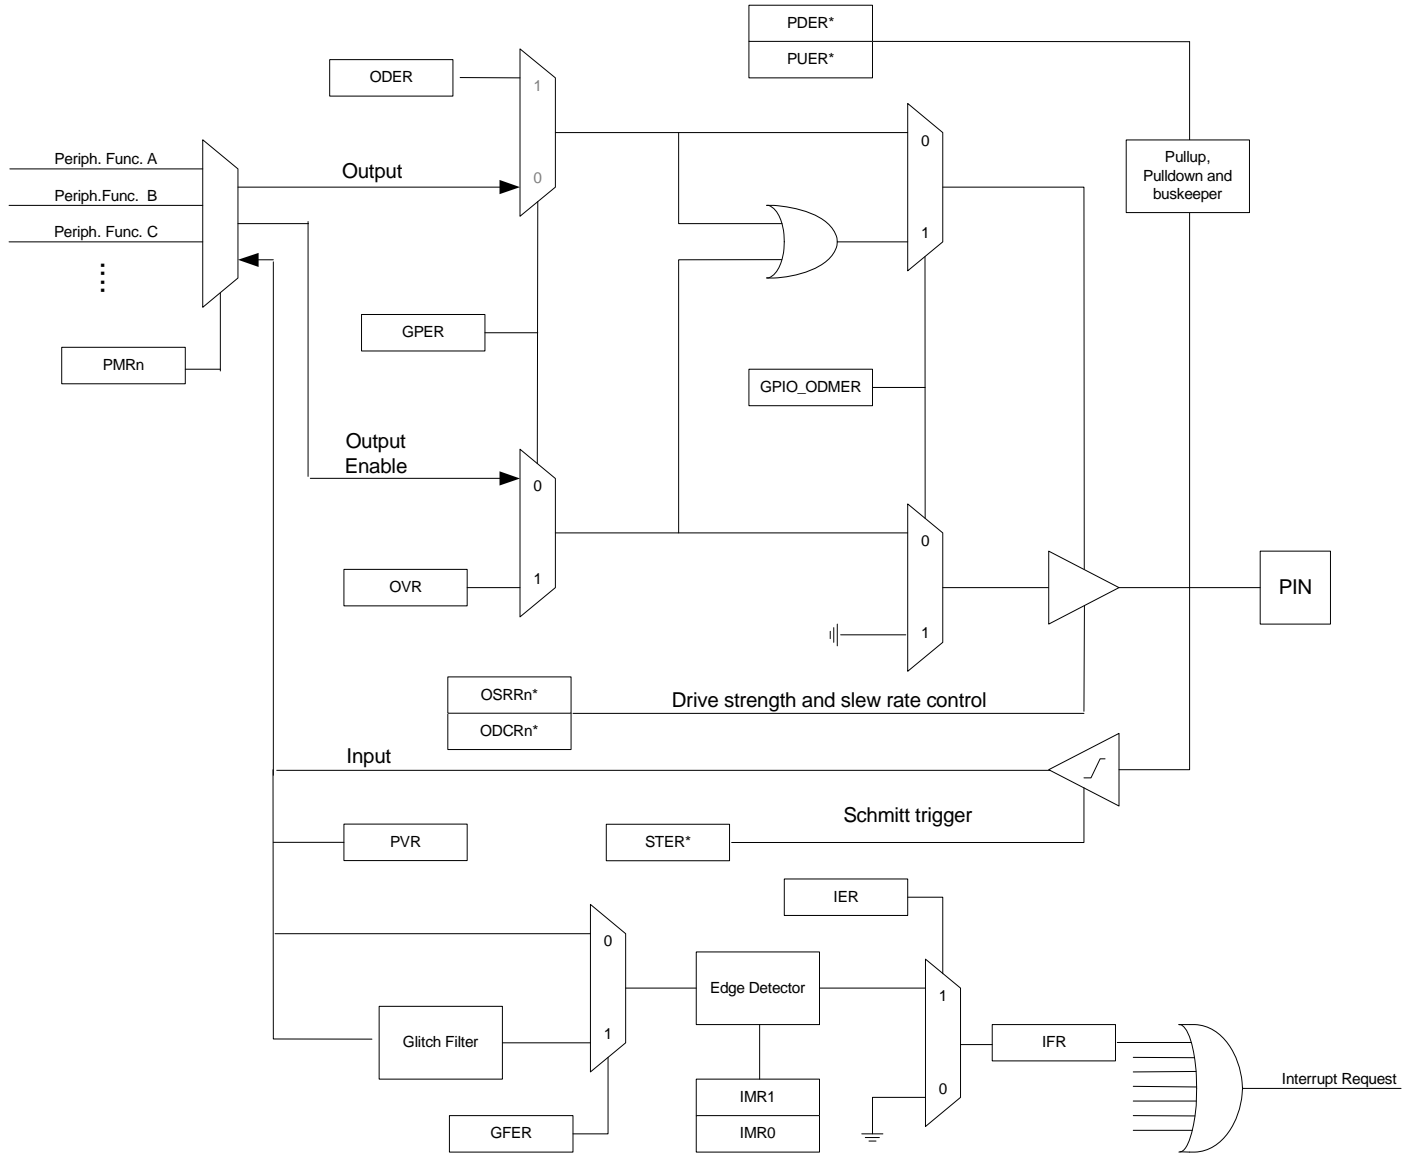 PDER*
PUER*
ODER
1
0
0
1
Periph. Func. A
Periph.Func. B
Periph. Func. C
Output
Pullup,
Pulldown and
buskeeper
GPER
PMRn
GPIO_ODMER
Output
Enable
0
1
OVR
0
1
PIN
OSRRn*
ODCRn*
Drive strength and slew rate control
Input
Schmitt trigger
PVR
STER*
IER
0
1
Glitch Filter
Edge Detector
1
0
IFR
Interrupt Request
IMR1
IMR0
GFER